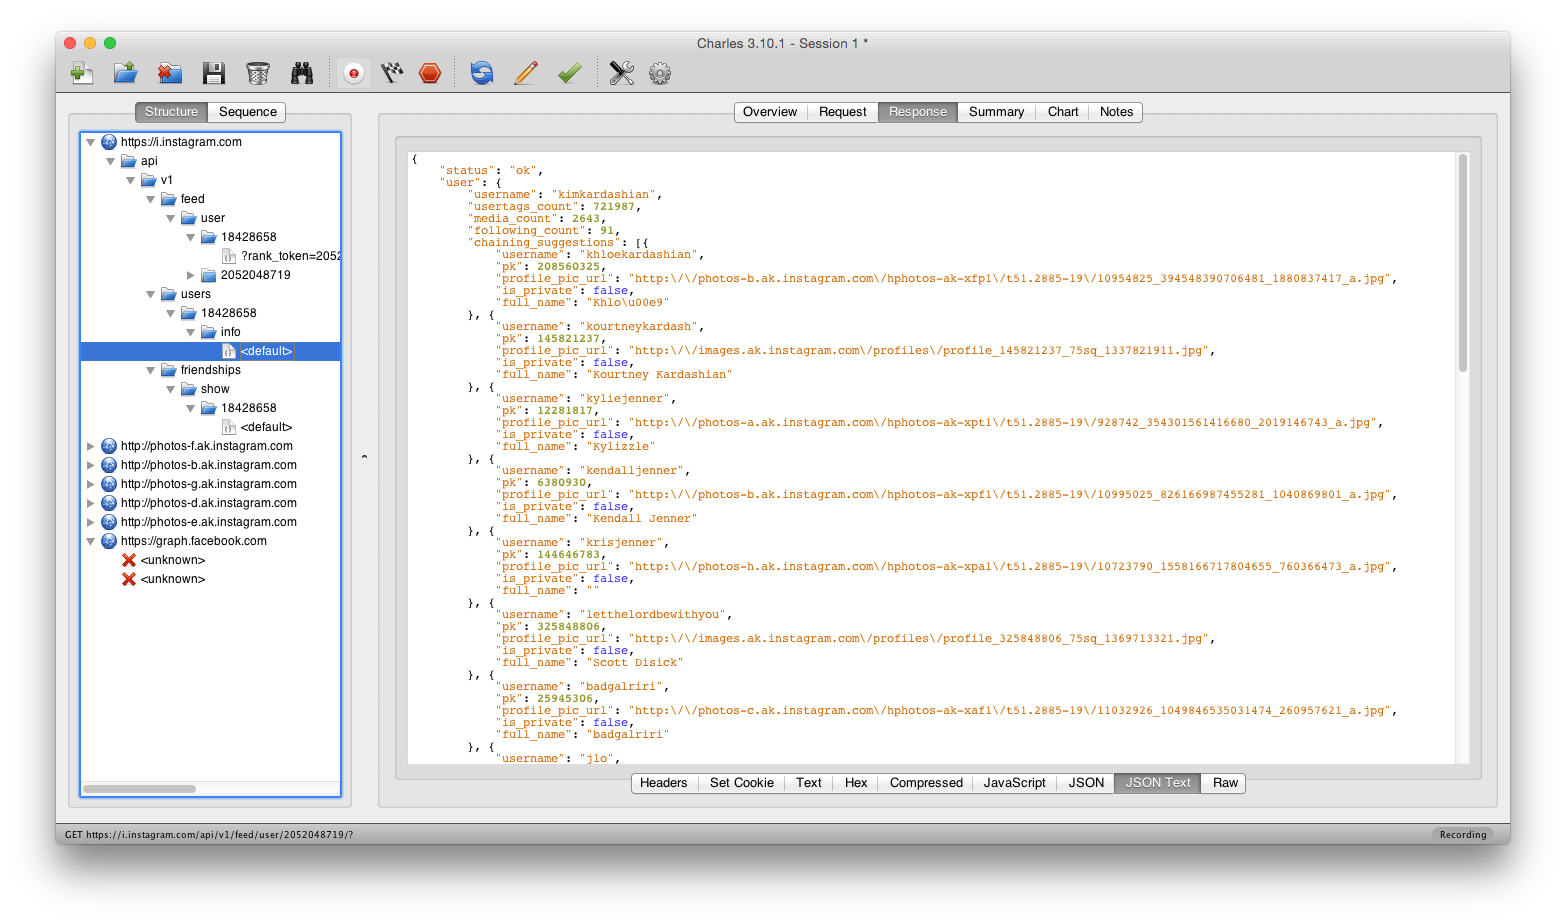 Charles 3.10.1 - Session 1 *
Structure Sequence
https://i.instagram.com
api
v1
feed
user
18428658
?rank_token=2052
2052048719
users
18428658
info
<default>
friendships
show
18428658
<default>
http://photos-f.ak.instagram.com
http://photos-b.ak.instagram.com
http://photos-g.ak.instagram.com
http://photos-d.ak.instagram.com
http://photos-e.ak.instagram.com
https://graph.facebook.com
<unknown>
<unknown>
Overview Request Response Summary Chart Notes
{
"status": "ok",
"user": {
"username": "kimkardashian",
"usertags_count": 721987,
"media_count": 2643,
"following_count": 91,
"chaining_suggestions": [{
"username": "khloekardashian",
"pk": 208560325,
"profile_pic_url": "http:\/\/photos-b.ak.instagram.com\/hphotos-ak-xfp1\/t51.2885-19\/10954825_394548390706481_1880837417_a.jpg",
"is_private": false,
"full_name": "Khlo\u00e9"
}, {
"username": "kourtneykardash",
"pk": 145821237,
"profile_pic_url": "http:\/\/images.ak.instagram.com\/profiles\/profile_145821237_75sq_1337821911.jpg",
"is_private": false,
"full_name": "Kourtney Kardashian"
}, {
"username": "kyliejenner",
"pk": 12281817,
"profile_pic_url": "http:\/\/photos-a.ak.instagram.com\/hphotos-ak-xpt1\/t51.2885-19\/928742_354301561416680_2019146743_a.jpg",
"is_private": false,
"full_name": "Kylizzle"
}, {
"username": "kendalljenner",
"pk": 6380930,
"profile_pic_url": "http:\/\/photos-b.ak.instagram.com\/hphotos-ak-xpf1\/t51.2885-19\/10995025_826166987455281_1040869801_a.jpg",
"is_private": false,
"full_name": "Kendall Jenner"
}, {
"username": "krisjenner",
"pk": 144646783,
"profile_pic_url": "http:\/\/photos-h.ak.instagram.com\/hphotos-ak-xpa1\/t51.2885-19\/10723790_1558166717804655_760366473_a.jpg",
"is_private": false,
"full_name": ""
}, {
"username": "letthelordbewithyou",
"pk": 325848806,
"profile_pic_url": "http:\/\/images.ak.instagram.com\/profiles\/profile_325848806_75sq_1369713321.jpg",
"is_private": false,
"full_name": "Scott Disick"
}, {
"username": "badgalriri",
"pk": 25945306,
"profile_pic_url": "http:\/\/photos-c.ak.instagram.com\/hphotos-ak-xaf1\/t51.2885-19\/11032926_1049846535031474_260957621_a.jpg",
"is_private": false,
"full_name": "badgalriri"
}, {
"username": "jlo",
Headers Set Cookie Text Hex Compressed JavaScript JSON JSON Text Raw
GET https://i.instagram.com/api/v1/feed/user/2052048719/? Recording